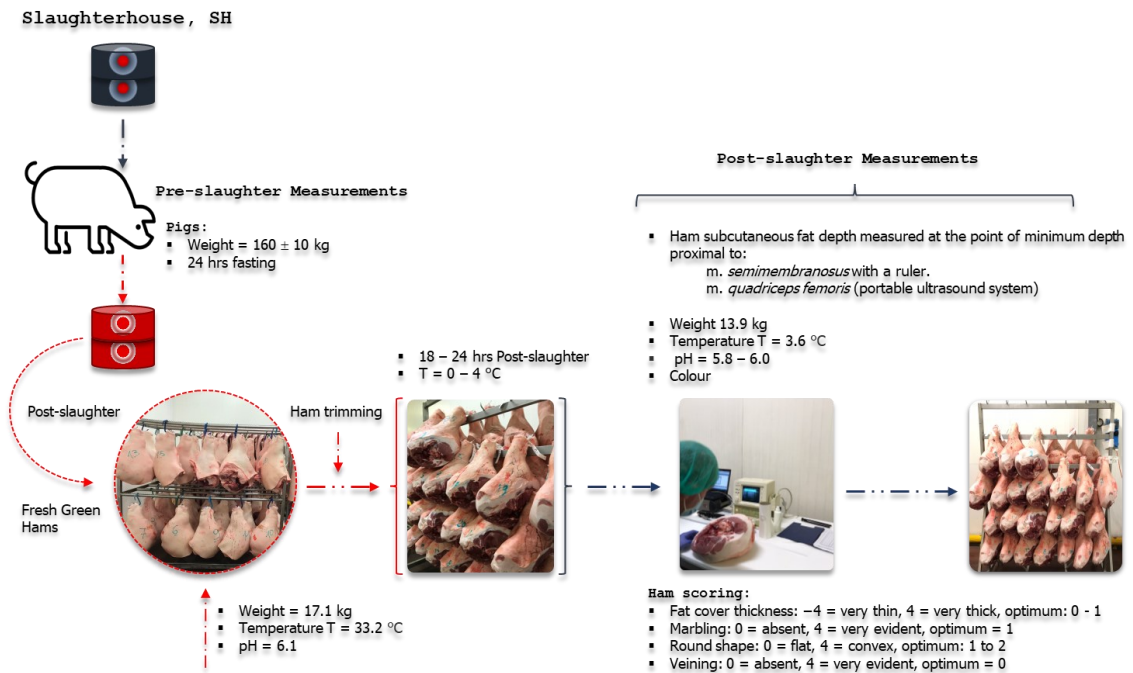 Slaughterhouse, SH
Pre-slaughter Measurements
Pigs:
▪ Weight = 160 ± 10 kg
▪ 24 hrs fasting
Post-slaughter
Fresh Green
Hams
▪ Weight = 17.1 kg
▪ Temperature T = 33.2 °C
▪ pH = 6.1
Ham trimming
▪ 18 – 24 hrs Post-slaughter
▪ T = 0 – 4 °C
Post-slaughter Measurements
▪ Ham subcutaneous fat depth measured at the point of minimum depth
proximal to:
m. semimembranosus with a ruler.
m. quadriceps femoris (portable ultrasound system)
▪ Weight 13.9 kg
▪ Temperature T = 3.6 °C
▪ pH = 5.8 – 6.0
▪ Colour
Ham scoring:
▪ Fat cover thickness: −4 = very thin, 4 = very thick, optimum: 0 - 1
▪ Marbling: 0 = absent, 4 = very evident, optimum = 1
▪ Round shape: 0 = flat, 4 = convex, optimum: 1 to 2
▪ Veining: 0 = absent, 4 = very evident, optimum = 0